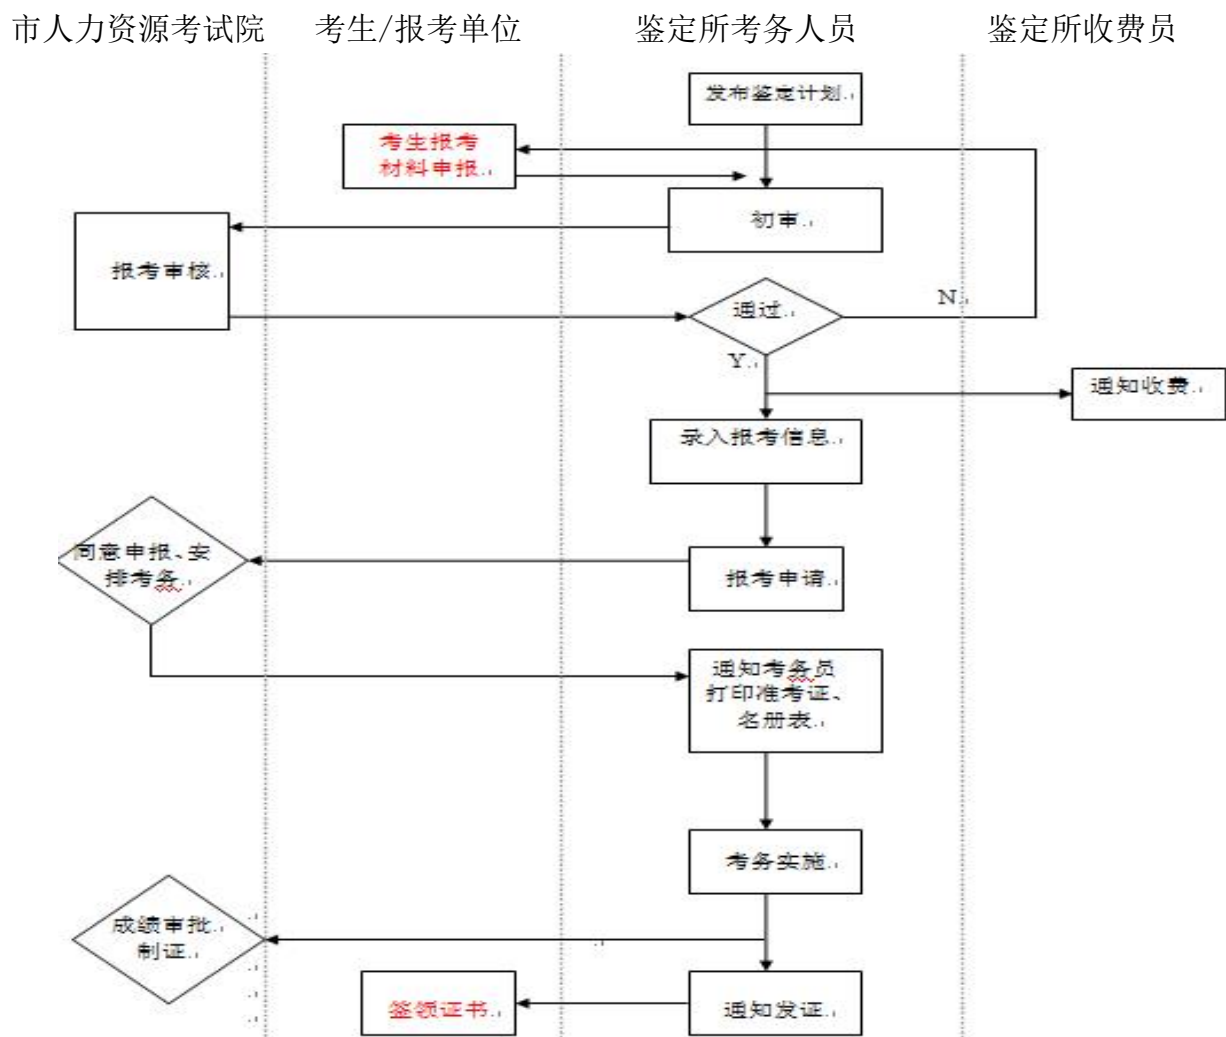 市人力资源考试院 考生/报考单位 鉴定所考务人员 鉴定所收费员
发布鉴定计划
考生报考
材料申报
初审
报考审核
通过
N
Y
通知收费
录入报考信息
同意申报、安
排考务
报考申请
通知考务员
打印准考证、
名册表
考务实施
成绩审批
制证
签领证书
通知发证